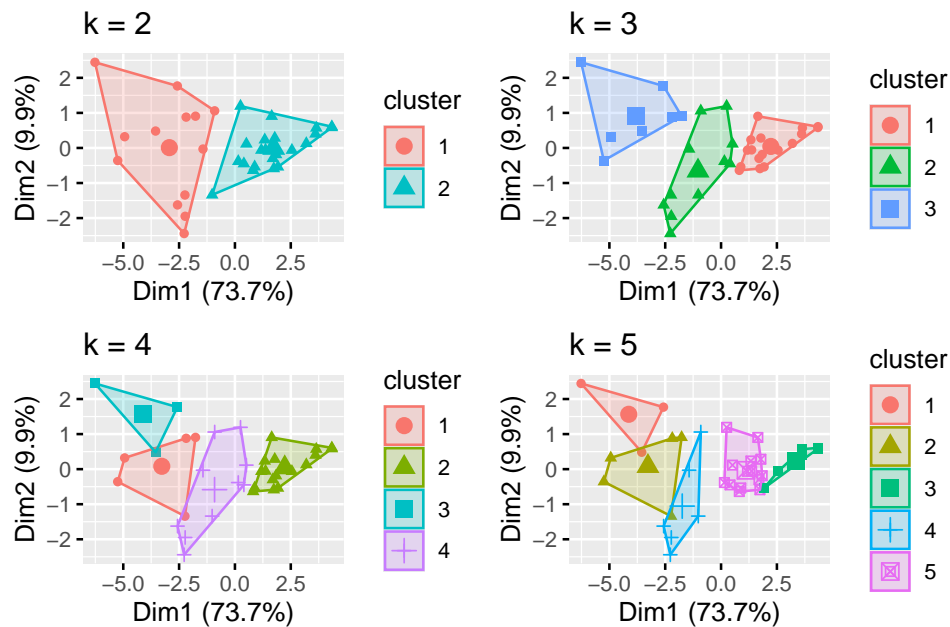 k = 2
2
1
0
−1
−2
−5.0 −2.5 0.0 2.5
Dim1 (73.7%)
Dim2 (9.9%)
cluster
1
2
k = 3
2
1
0
−1
−2
−5.0 −2.5 0.0 2.5
Dim1 (73.7%)
Dim2 (9.9%)
cluster
1
2
3
k = 4
2
1
0
−1
−2
−5.0 −2.5 0.0 2.5
Dim1 (73.7%)
Dim2 (9.9%)
cluster
1
2
3
4
k = 5
2
1
0
−1
−2
−5.0 −2.5 0.0 2.5
Dim1 (73.7%)
Dim2 (9.9%)
cluster
1
2
3
4
5